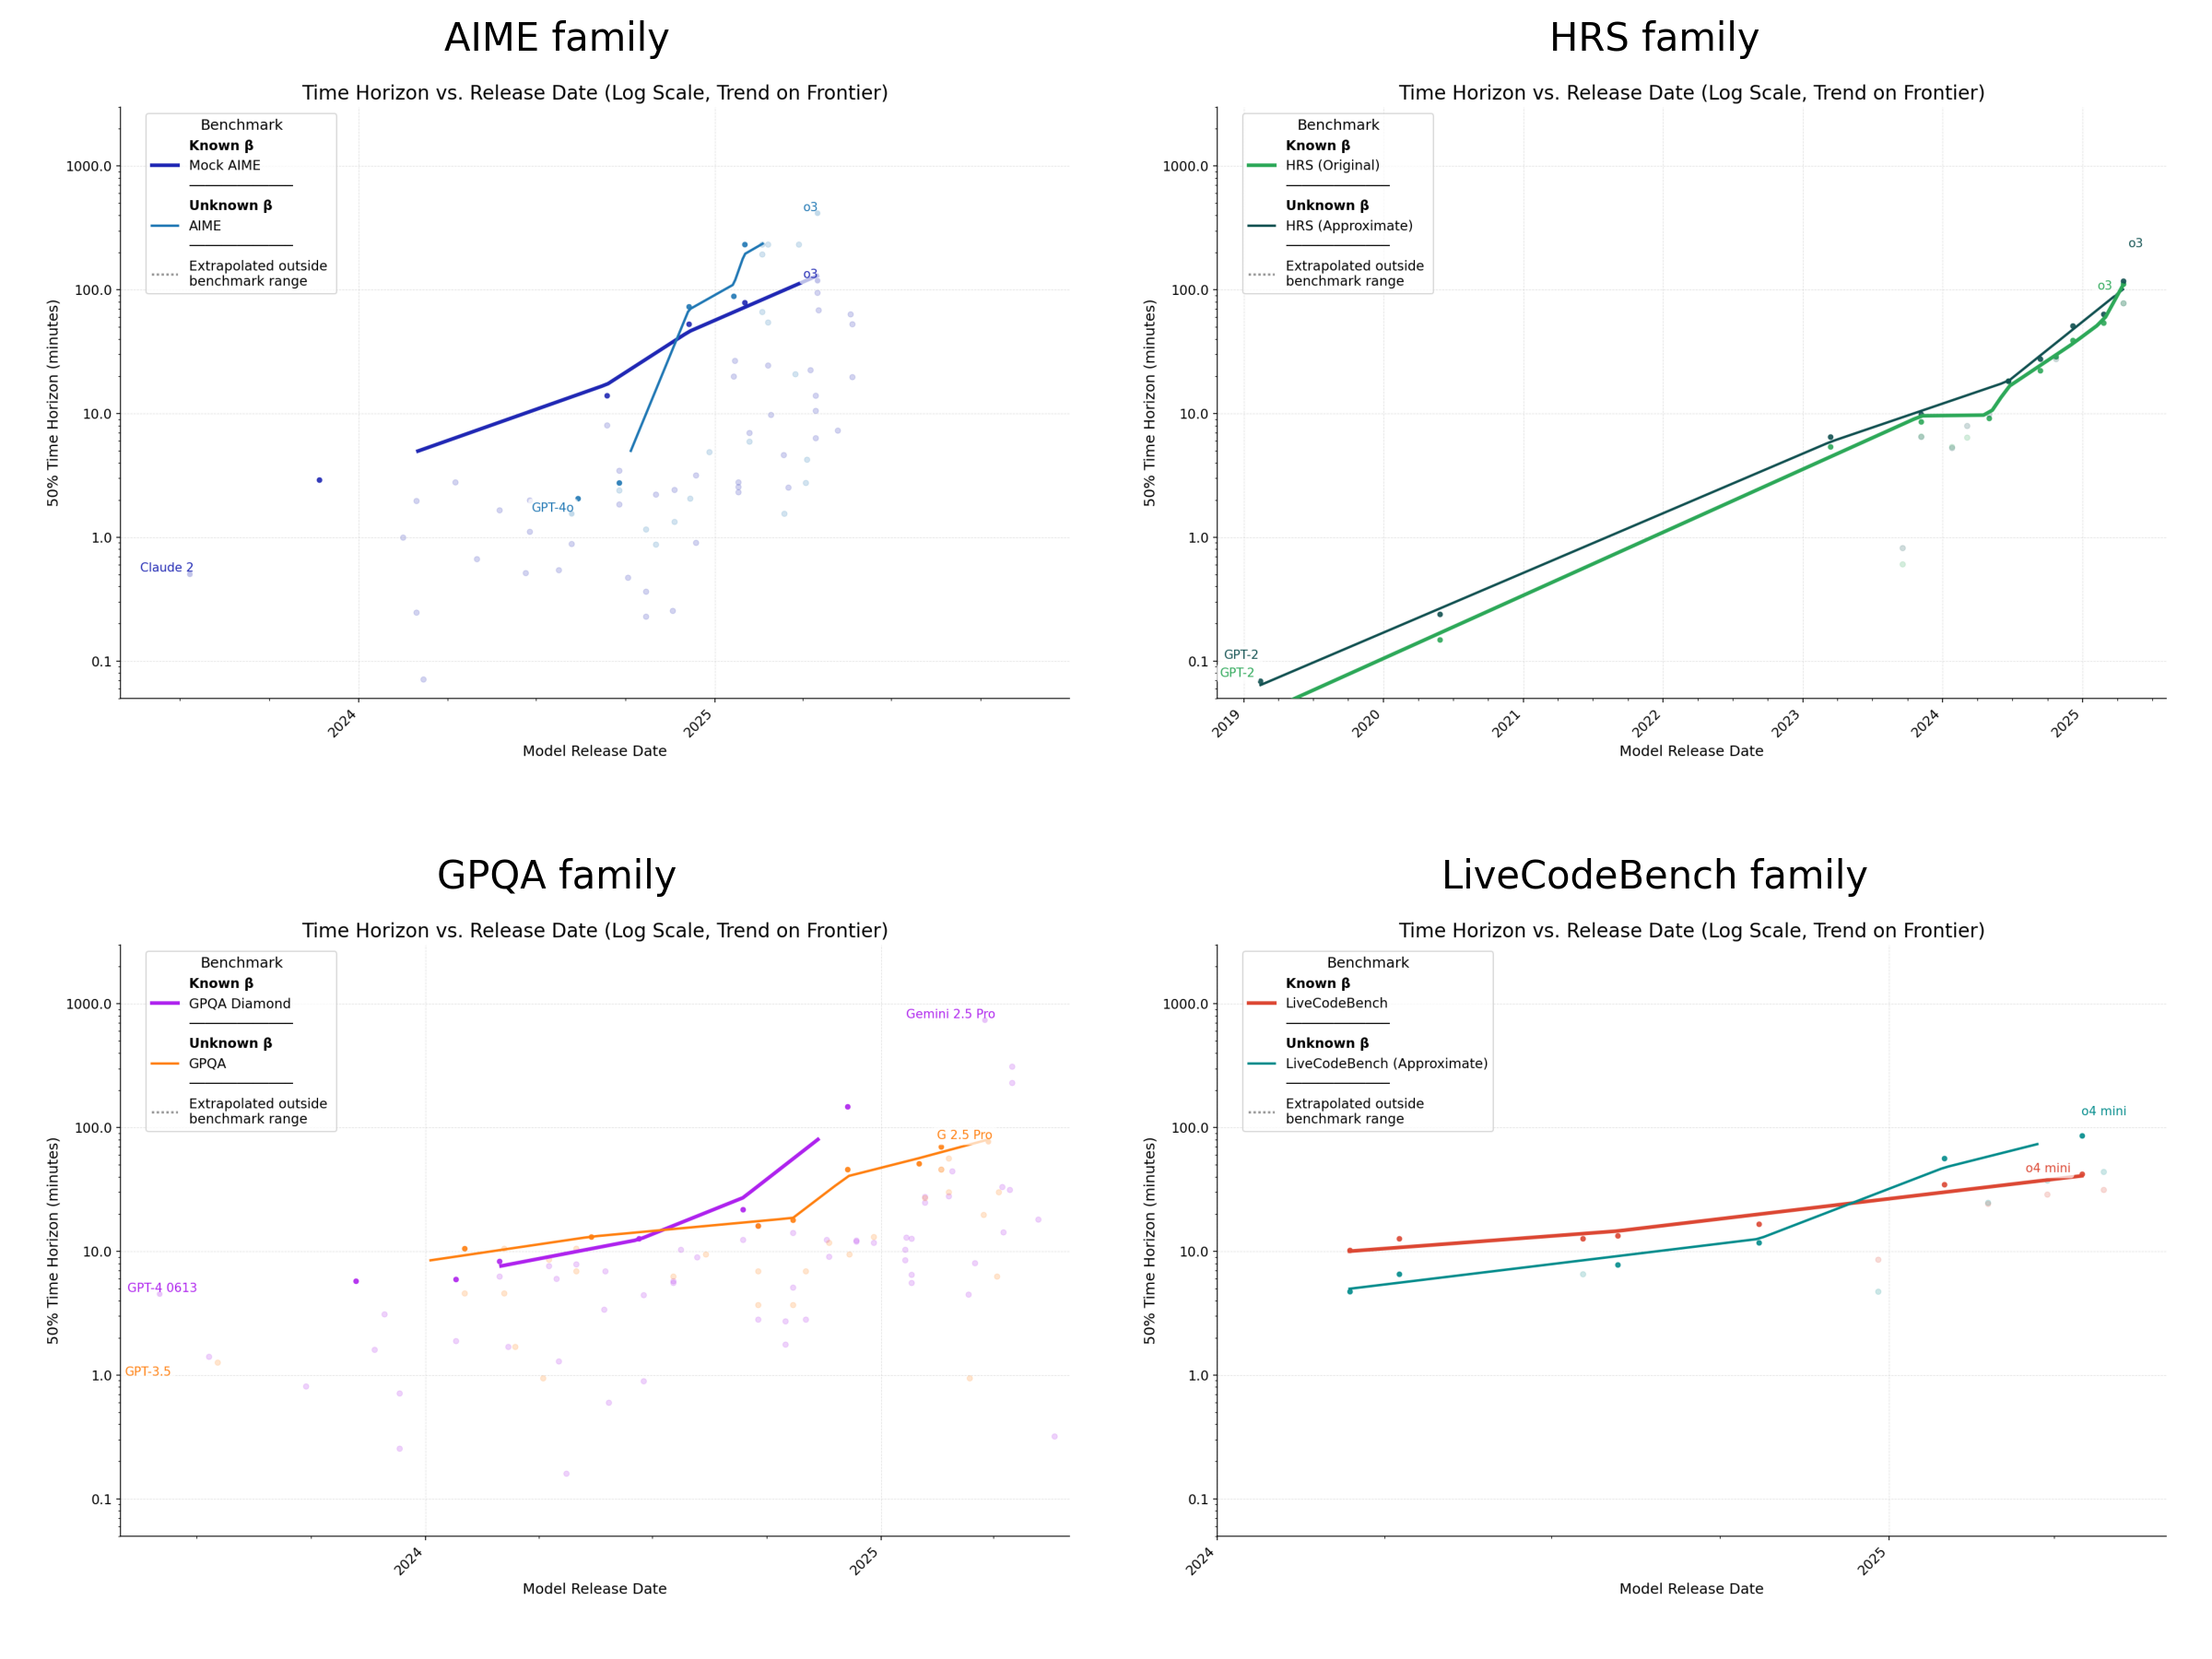 AIME family
Time Horizon vs. Release Date (Log Scale, Trend on Frontier)
Benchmark
Known β
Mock AIME
Unknown β
AIME
Extrapolated outside
benchmark range
1000.0
100.0
10.0
1.0
0.1
50% Time Horizon (minutes)
o3
o3
GPT-4o
Claude 2
2024
2025
Model Release Date
HRS family
Time Horizon vs. Release Date (Log Scale, Trend on Frontier)
Benchmark
Known β
HRS (Original)
Unknown β
HRS (Approximate)
Extrapolated outside
benchmark range
1000.0
100.0
10.0
1.0
0.1
50% Time Horizon (minutes)
o3
o3
GPT-2
GPT-2
2019
2020
2021
2022
2023
2024
2025
Model Release Date
GPQA family
Time Horizon vs. Release Date (Log Scale, Trend on Frontier)
Benchmark
Known β
GPQA Diamond
Unknown β
GPQA
Extrapolated outside
benchmark range
1000.0
100.0
10.0
1.0
0.1
50% Time Horizon (minutes)
Gemini 2.5 Pro
G 2.5 Pro
GPT-4 0613
GPT-3.5
2024
2025
Model Release Date
LiveCodeBench family
Time Horizon vs. Release Date (Log Scale, Trend on Frontier)
Benchmark
Known β
LiveCodeBench
Unknown β
LiveCodeBench (Approximate)
Extrapolated outside
benchmark range
1000.0
100.0
10.0
1.0
0.1
50% Time Horizon (minutes)
o4 mini
o4 mini
2024
2025
Model Release Date